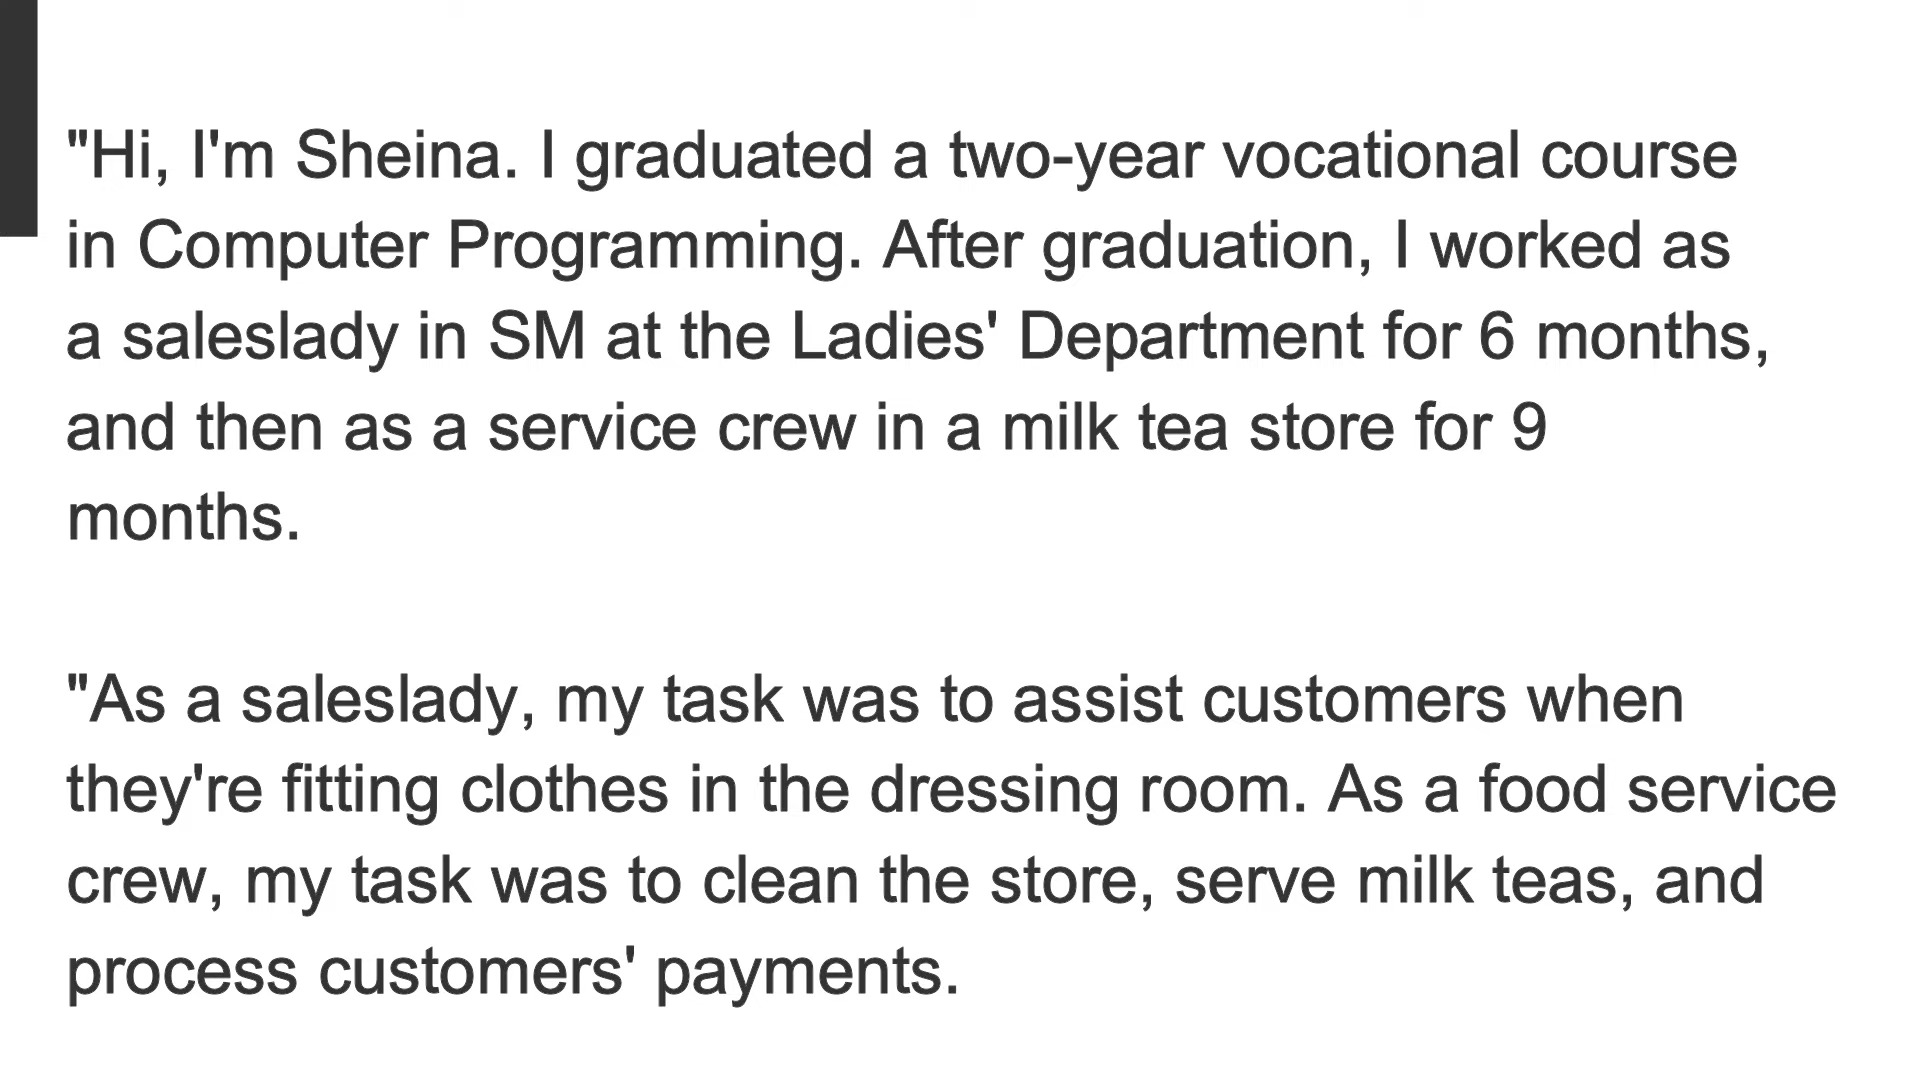 "Hi, I'm Sheina. I graduated a two-year vocational course
in Computer Programming. After graduation, I worked as
a saleslady in SM at the Ladies' Department for 6 months,
and then as a service crew in a milk tea store for 9
months.
"As a saleslady, my task was to assist customers when
they're fitting clothes in the dressing room. As a food service
crew, my task was to clean the store, serve milk teas, and
process customers' payments.